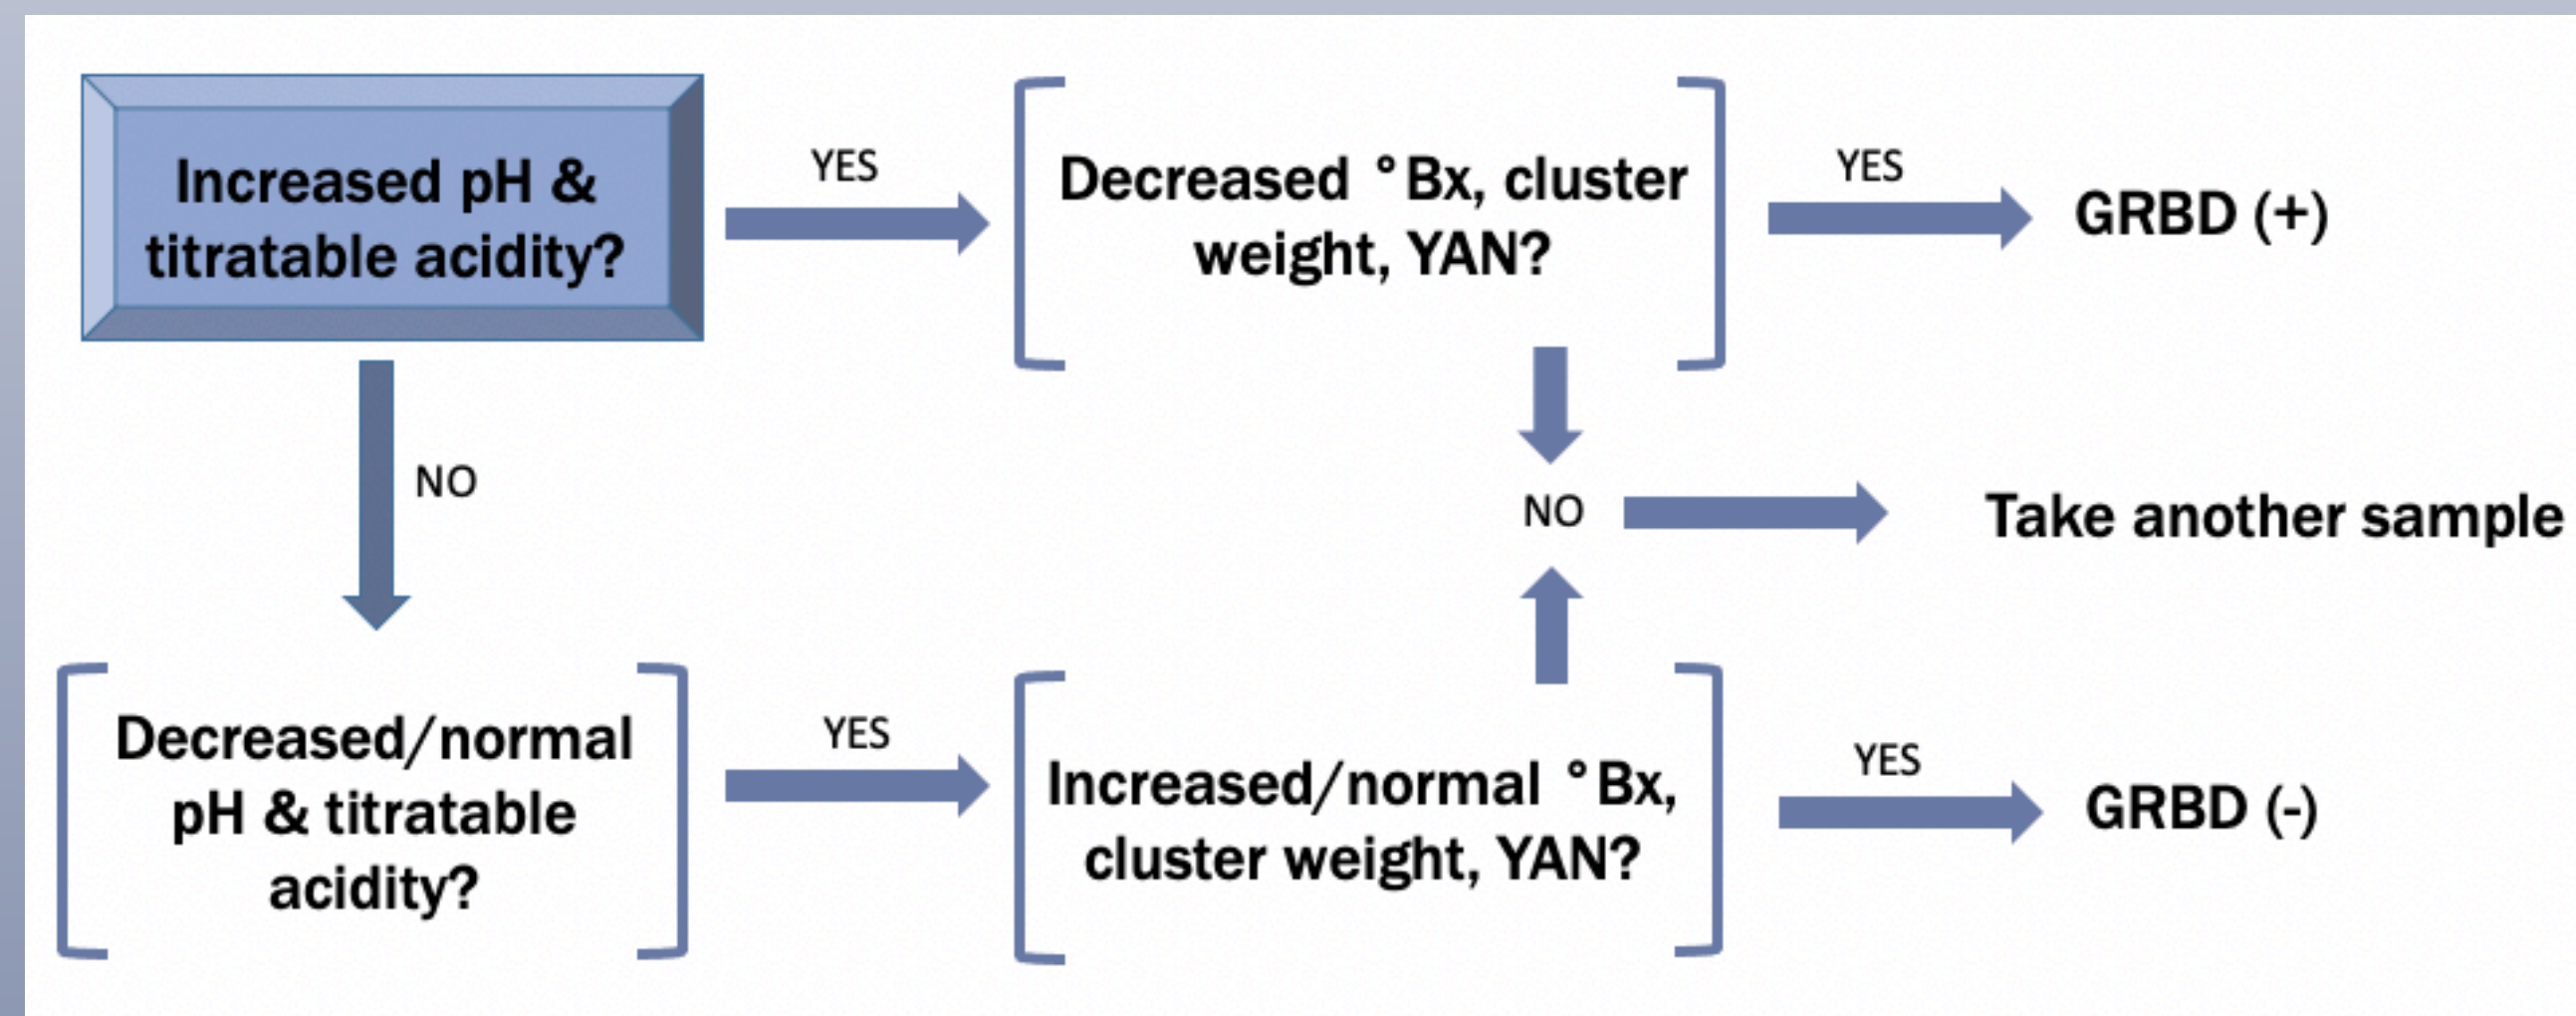 Increased pH &
titratable acidity?
YES
Decreased °Bx, cluster
weight, YAN?
YES
GRBD (+)
NO
NO
Take another sample
Decreased/normal
pH & titratable
acidity?
YES
Increased/normal °Bx,
cluster weight, YAN?
YES
GRBD (-)